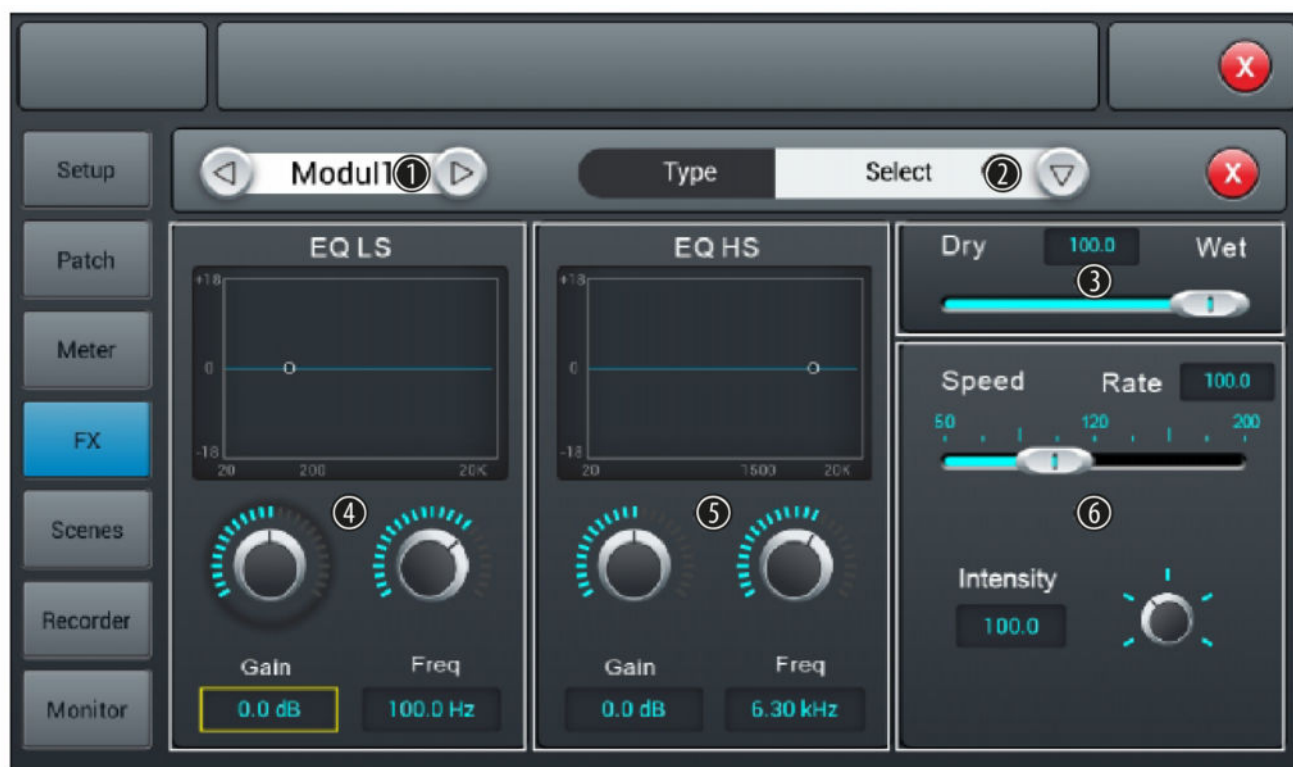 X
Setup
Modul1 ①
Type
Select ②
X
Patch
EQ LS
EQ HS
Dry 100.0 Wet
③
+18
0
-18
20 200 20K
+18
0
-18
20 1500 20K
Meter
Speed Rate 100.0
50 120 200
FX
④
⑤
⑥
Scenes
Intensity
100.0
Recorder
Gain Freq
Gain Freq
Monitor
0.0 dB 100.0 Hz
0.0 dB 6.30 kHz